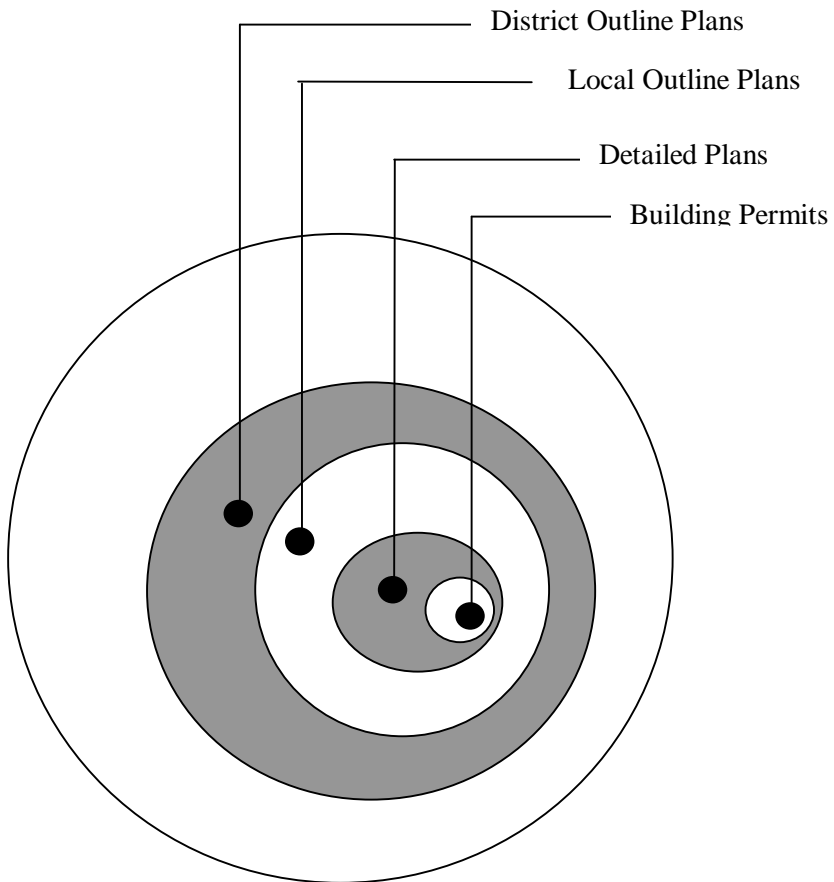 District Outline Plans
Local Outline Plans
Detailed Plans
Building Permits